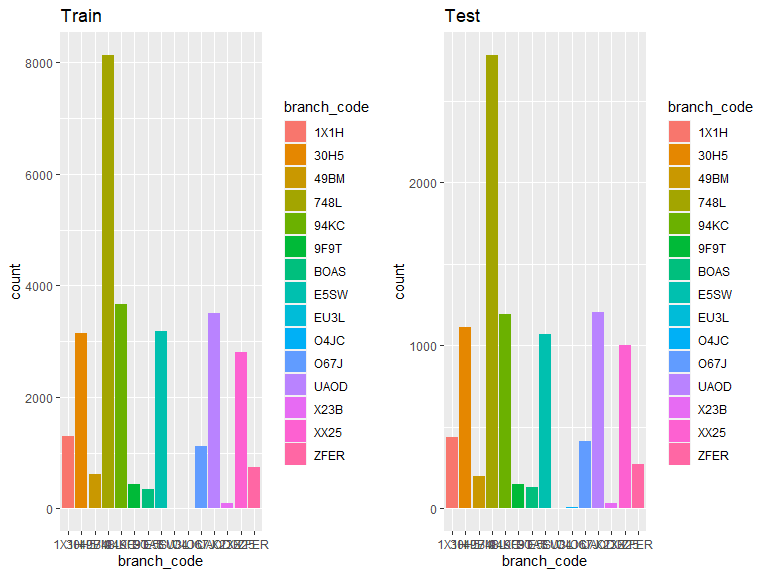 Train
count
8000
6000
4000
2000
0
branch_code
branch_code
1X1H
30H5
49BM
748L
94KC
9F9T
BOAS
E5SW
EU3L
O4JC
O67J
UAOD
X23B
XX25
ZFER
Test
count
2000
1000
0
branch_code
branch_code
1X1H
30H5
49BM
748L
94KC
9F9T
BOAS
E5SW
EU3L
O4JC
O67J
UAOD
X23B
XX25
ZFER